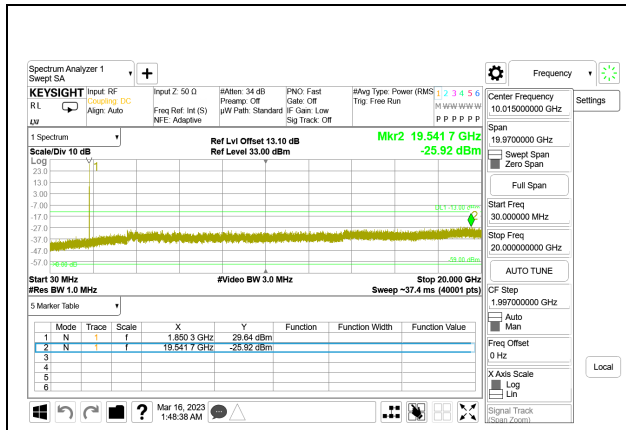 Spectrum Analyzer 1
Swept SA
Frequency
KEYSIGHT
Input: RF
Input Z: 50 Ω
#Atten: 34 dB
PNO: Fast
#Avg Type: Power (RMS
1 2 3 4 5 6
RL
Coupling: DC
Preamp: Off
Gate: Off
Trig: Free Run
Align: Auto
Freq Ref: Int (S)
µW Path: Standard
IF Gain: Low
M W W W W W
NFE: Adaptive
Sig Track: Off
P P P P P P
LXI
Center Frequency
10.015000000 GHz
Settings
Span
19.9700000 GHz
Swept Span
Zero Span
Full Span
Start Freq
30.000000 MHz
Stop Freq
20.00000000 GHz
AUTO TUNE
CF Step
1.997000000 GHz
Auto
Man
Freq Offset
0 Hz
X Axis Scale
Log
Lin
Local
Signal Track
(Span Zoom)
1 Spectrum
Scale/Div 10 dB
Ref Lvl Offset 13.10 dB
Ref Level 33.00 dBm
Mkr2 19.541 7 GHz
-25.92 dBm
Log
1
23.0
13.0
3.00
-7.00
-17.0
-27.0
-37.0
-47.0
-57.0
DL1 -13.00 dBm
2
Start 30 MHz
#Video BW 3.0 MHz
Stop 20.000 GHz
#Res BW 1.0 MHz
Sweep ~37.4 ms (40001 pts)
5 Marker Table
Mode Trace Scale X Y Function Function Width Function Value
1 N 1 f 1.850 3 GHz 29.64 dBm
2 N 1 f 19.541 7 GHz -25.92 dBm
3
4
5
6
? Mar 16, 2023
1:48:38 AM